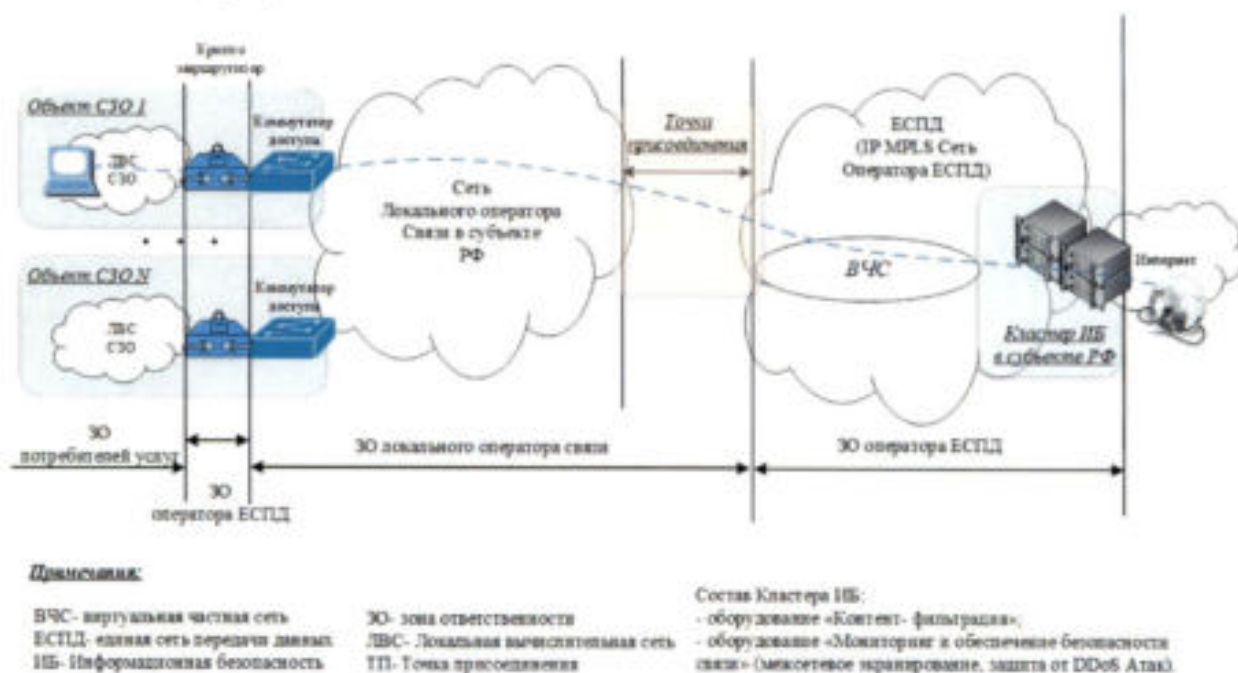 Крипто
маршрутизатор
Объект СЗО 1
ЛВС
СЗО
Коммутатор
доступа
Объект СЗО N
ЛВС
СЗО
Коммутатор
доступа
Сеть
Локального оператора
Связи в субъекте
РФ
Точки
присоединения
ЕСПД
(IP MPLS Сеть
Оператора ЕСПД)
ВЧС
Интернет
Кластер ИБ
в субъекте РФ
ЗО
потребителей услуг
ЗО
оператора ЕСПД
ЗО локального оператора связи
ЗО оператора ЕСПД
Примечания:
ВЧС- виртуальная частная сеть
ЕСПД- единая сеть передачи данных
ИБ- Информационная безопасность
ЗО- зона ответственности
ЛВС- Локальная вычислительная сеть
ТП- Точка присоединения
Состав Кластера ИБ:
- оборудование «Контент- фильтрации»;
- оборудование «Мониторинг и обеспечение безопасности
связи» (межсетевое экранирование, защита от DDoS Атак).